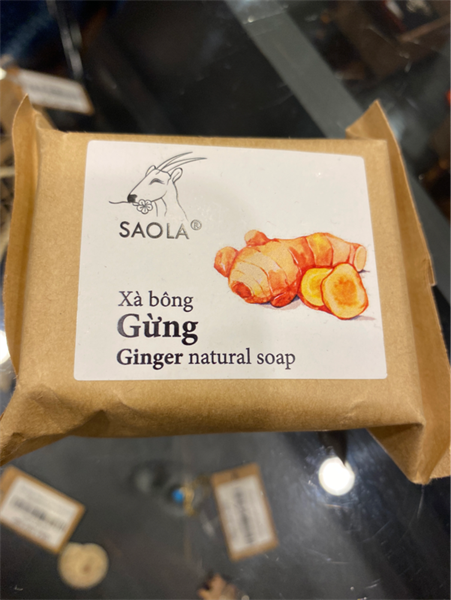 SAOLA®
Xà bông
Gừng
Ginger natural soap